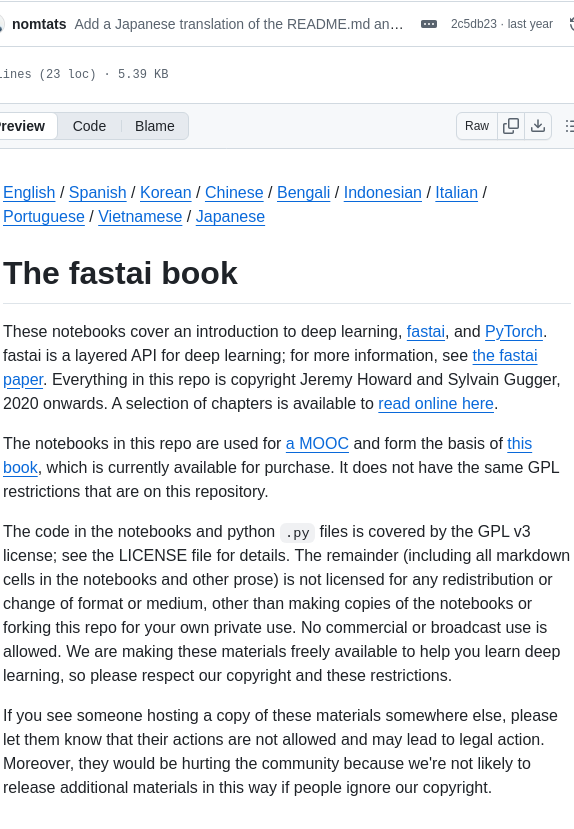 nomtats Add a Japanese translation of the README.md an... 2c5db23 · last year
lines (23 loc) · 5.39 KB
Preview Code Blame Raw
English / Spanish / Korean / Chinese / Bengali / Indonesian / Italian /
Portuguese / Vietnamese / Japanese
The fastai book
These notebooks cover an introduction to deep learning, fastai, and PyTorch.
fastai is a layered API for deep learning; for more information, see the fastai
paper. Everything in this repo is copyright Jeremy Howard and Sylvain Gugger,
2020 onwards. A selection of chapters is available to read online here.
The notebooks in this repo are used for a MOOC and form the basis of this
book, which is currently available for purchase. It does not have the same GPL
restrictions that are on this repository.
The code in the notebooks and python .py files is covered by the GPL v3
license; see the LICENSE file for details. The remainder (including all markdown
cells in the notebooks and other prose) is not licensed for any redistribution or
change of format or medium, other than making copies of the notebooks or
forking this repo for your own private use. No commercial or broadcast use is
allowed. We are making these materials freely available to help you learn deep
learning, so please respect our copyright and these restrictions.
If you see someone hosting a copy of these materials somewhere else, please
let them know that their actions are not allowed and may lead to legal action.
Moreover, they would be hurting the community because we're not likely to
release additional materials in this way if people ignore our copyright.